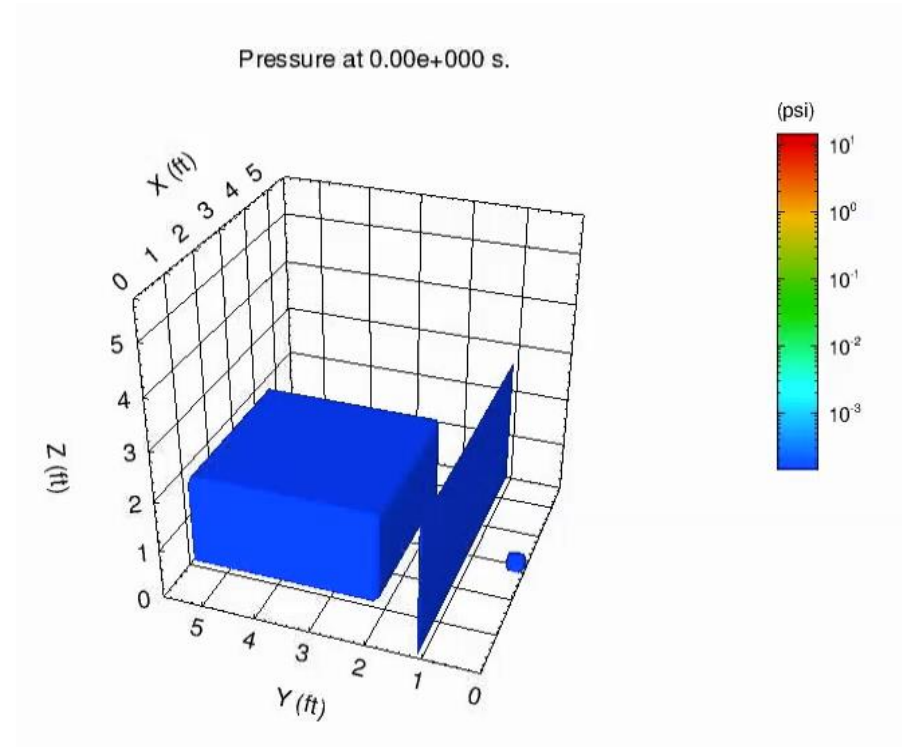 Pressure at 0.00e+000 s.
(psi)
10¹
10⁰
10⁻¹
10⁻²
10⁻³
X (ft)
0 1 2 3 4 5
Z (ft)
5
4
3
2
1
0
5 4 3 2 1 0
Y (ft)